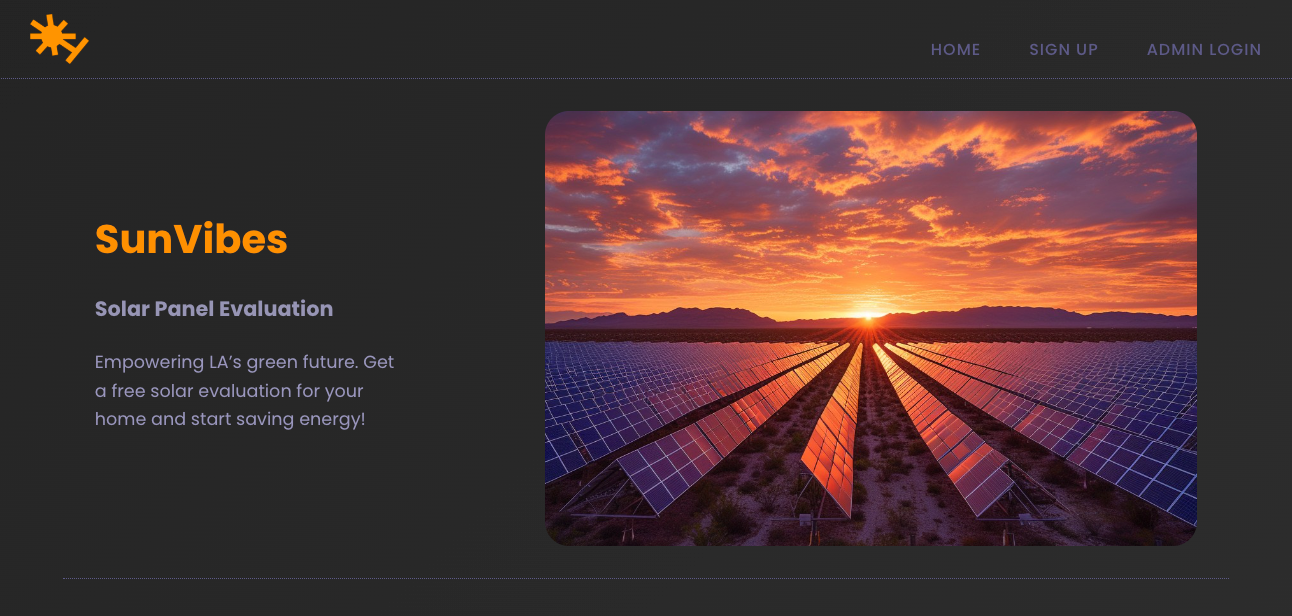 HOME
SIGN UP
ADMIN LOGIN
SunVibes
Solar Panel Evaluation
Empowering LA’s green future. Get
a free solar evaluation for your
home and start saving energy!